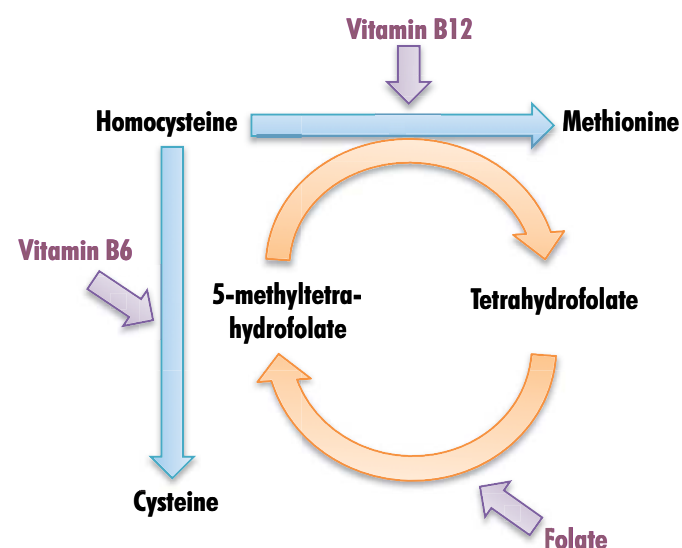 Vitamin B12
Homocysteine
Methionine
Vitamin B6
5-methyltetra-
hydrofolate
Tetrahydrofolate
Cysteine
Folate